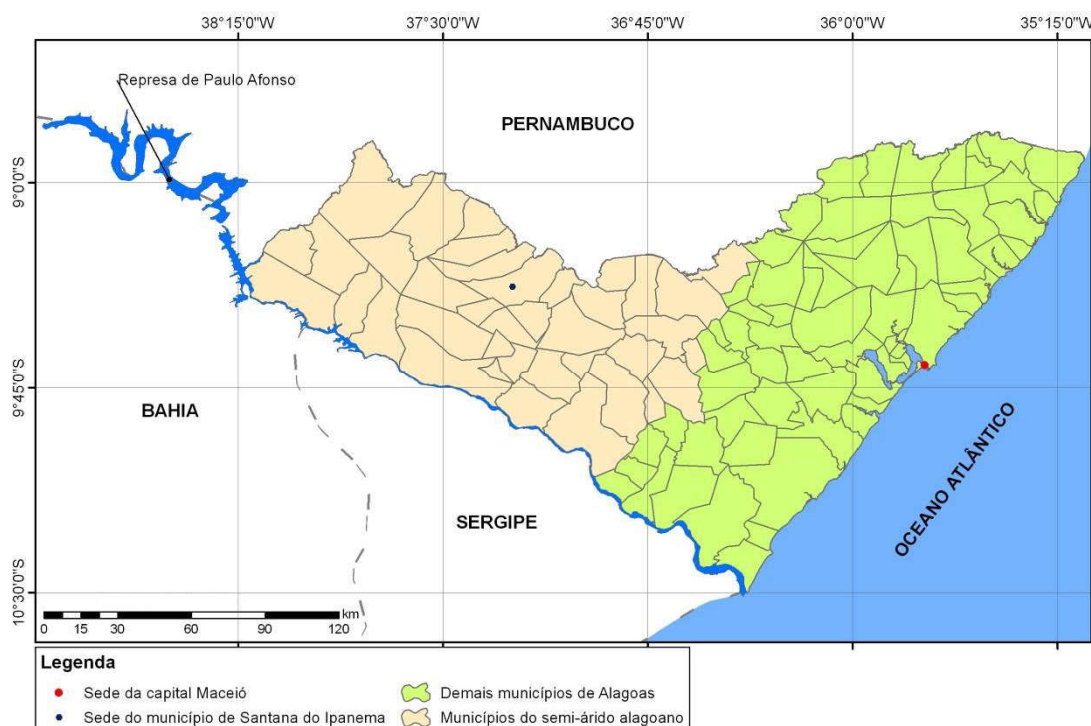 38°15'0"W
37°30'0"W
36°45'0"W
36°0'0"W
35°15'0"W
Represa de Paulo Afonso
PERNAMBUCO
9°0'0"S
9°45'0"S
BAHIA
OCEANO ATLÂNTICO
SERGIPE
10°30'0"S
km
0 15 30 60 90 120
Legenda
Sede da capital Maceió
Demais municípios de Alagoas
Sede do município de Santana do Ipanema
Municípios do semi-árido alagoano